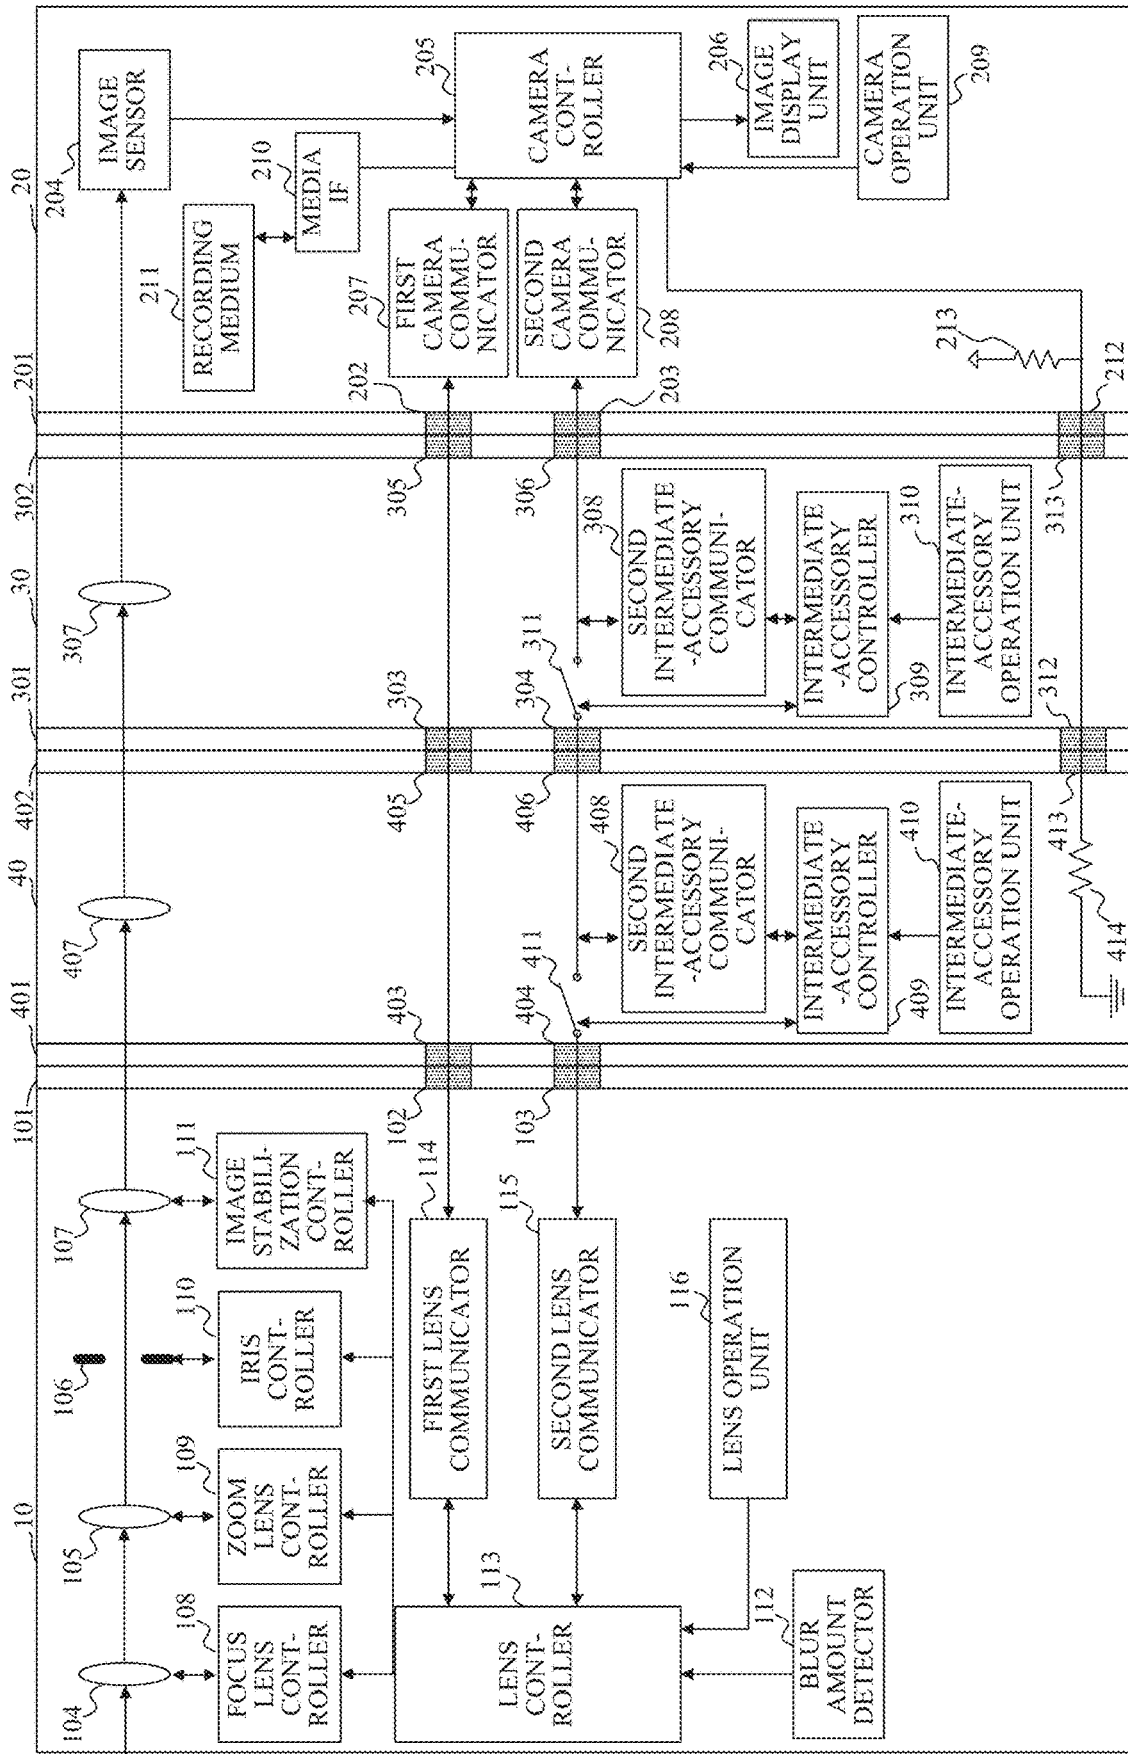 10
101
401
40
402
301
30
302
201
20
104
105
106
107
407
307
204
IMAGE
SENSOR
108
FOCUS
LENS
CONT-
ROLLER
109
ZOOM
LENS
CONT-
ROLLER
110
IRIS
CONT-
ROLLER
111
IMAGE
STABILI-
ZATION
CONT-
ROLLER
211
RECORDING
MEDIUM
210
MEDIA
IF
113
LENS
CONT-
ROLLER
FIRST LENS
COMMUNICATOR
114
102
403
405
303
305
202
207
FIRST
CAMERA
COMMU-
NICATOR
205
CAMERA
CONT-
ROLLER
115
SECOND LENS
COMMUNICATOR
103
404
411
406
304
311
306
203
SECOND
CAMERA
COMMU-
NICATOR
208
116
LENS OPERATION
UNIT
408
SECOND
INTERMEDIATE
-ACCESSORY
COMMUNI-
CATOR
308
SECOND
INTERMEDIATE
-ACCESSORY
COMMUNI-
CATOR
206
IMAGE
DISPLAY
UNIT
112
BLUR
AMOUNT
DETECTOR
INTERMEDIATE
-ACCESSORY
CONTROLLER
409
INTERMEDIATE
-ACCESSORY
CONTROLLER
309
CAMERA
OPERATION
UNIT
209
410
INTERMEDIATE-
ACCESSORY
OPERATION UNIT
310
INTERMEDIATE-
ACCESSORY
OPERATION UNIT
213
414
413
312
313
212